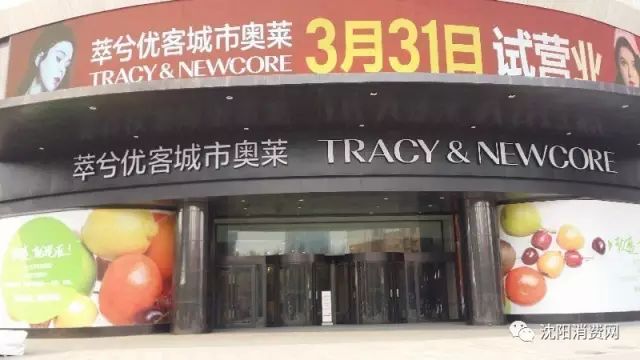 萃兮优客城市奥莱
TRACY & NEWCORE
3月31日 试营业
萃兮优客城市奥莱 TRACY & NEWCORE
沈阳消费网